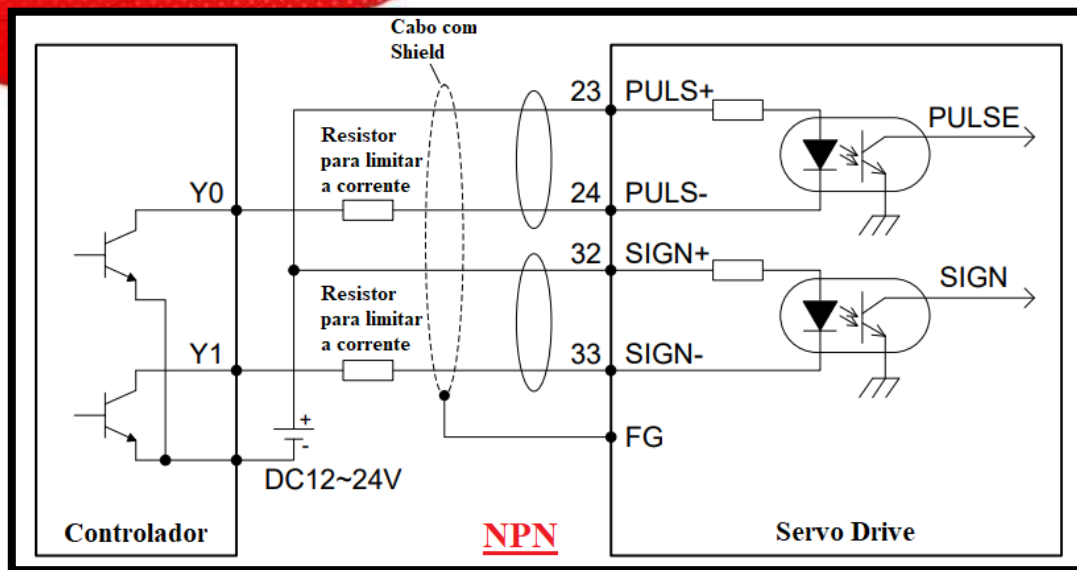 Cabo com
Shield
23
PULS+
PULSE
Resistor
para limitar
a corrente
Y0
24
PULS-
32
SIGN+
SIGN
Resistor
para limitar
a corrente
Y1
33
SIGN-
+
-
FG
DC12~24V
Controlador
NPN
Servo Drive